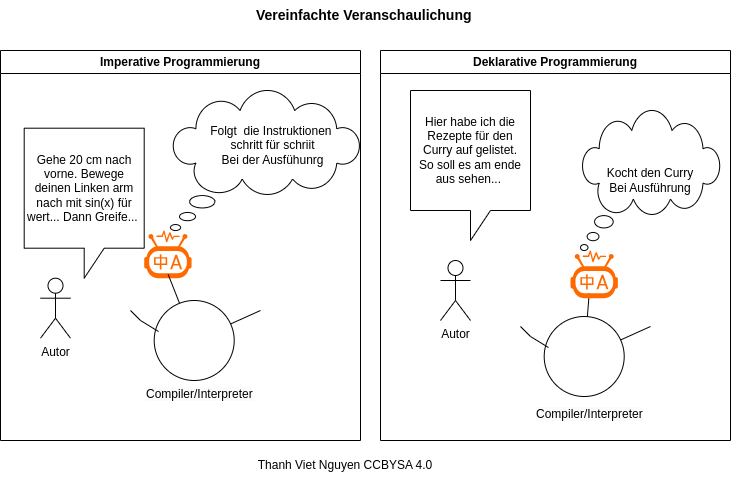 Vereinfachte Veranschaulichung
Imperative Programmierung
Gehe 20 cm nach
vorne. Bewege
deinen Linken arm
nach mit sin(x) für
wert... Dann Greife...
Folgt  die Instruktionen
schritt für schriit
Bei der Ausfühunrg
中A
Autor
Compiler/Interpreter
Deklarative Programmierung
Hier habe ich die
Rezepte für den
Curry auf gelistet.
So soll es am ende
aus sehen...
Kocht den Curry
Bei Ausführung
中A
Autor
Compiler/Interpreter
Thanh Viet Nguyen CCBYSA 4.0